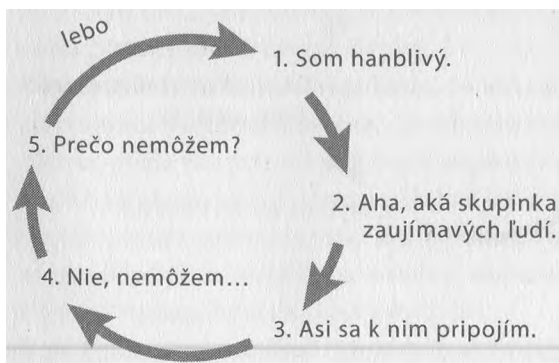 lebo
1. Som hanblivý.
5. Prečo nemôžem?
2. Aha, aká skupinka
zaujímavých ľudí.
4. Nie, nemôžem...
3. Asi sa k nim pripojím.